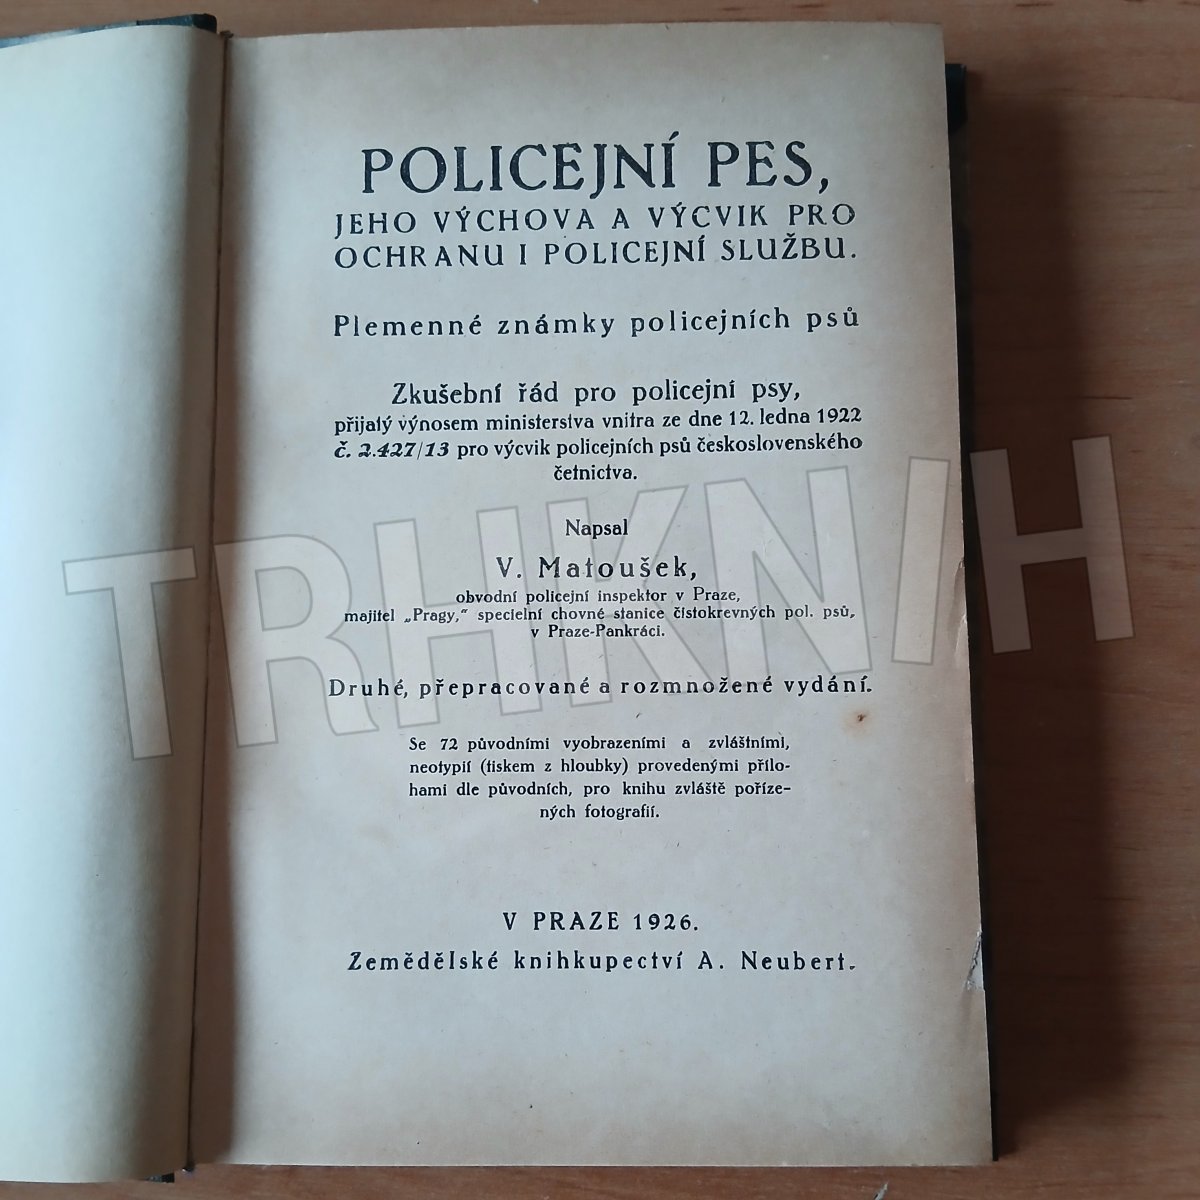 POLICEJNÍ PES,
JEHO VÝCHOVA A VÝCVIK PRO
OCHRANU I POLICEJNÍ SLUŽBU.
Plemenné známky policejních psů
Zkušební řád pro policejní psy,
přijatý výnosem ministerstva vnitra ze dne 12. ledna 1922
č. 2.427/13 pro výcvik policejních psů československého
četnictva.
Napsal
V. Matoušek,
obvodní policejní inspektor v Praze,
majitel „Pragy,“ specielní chovné stanice čistokrevných pol. psů,
v Praze-Pankráci.
Druhé, přepracované a rozmnožené vydání.
Se 72 původními vyobrazeními a zvláštními,
neotypií (tiskem z hloubky) provedenými přílo-
hami dle původních, pro knihu zvláště poříze-
ných fotografií.
V PRAZE 1926.
Zemědělské knihkupectví A. Neubert.
TRHKNIH